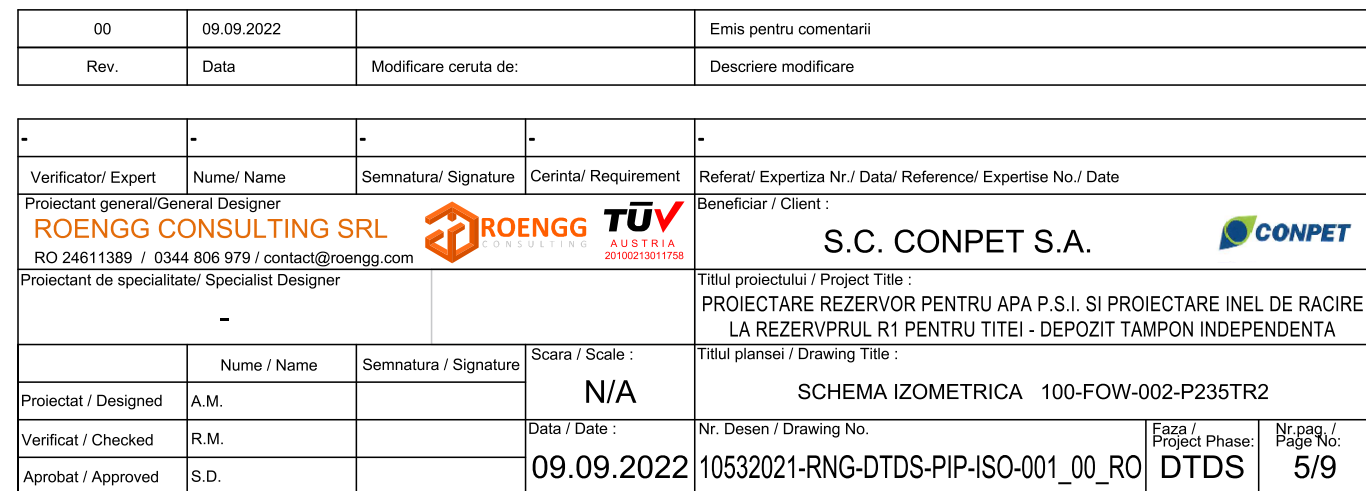 00 09.09.2022 Emis pentru comentarii
Rev. Data Modificare ceruta de: Descriere modificare
- - - - -
Verificator/ Expert Nume/ Name Semnatura/ Signature Cerinta/ Requirement Referat/ Expertiza Nr./ Data/ Reference/ Expertise No./ Date
Proiectant general/General Designer
ROENGG CONSULTING SRL
RO 24611389 / 0344 806 979 / contact@roengg.com
ROENGG
CONSULTING
TÜV
AUSTRIA
20100213011758
Beneficiar / Client :
S.C. CONPET S.A.
CONPET
Proiectant de specialitate/ Specialist Designer
-
Titlul proiectului / Project Title :
PROIECTARE REZERVOR PENTRU APA P.S.I. SI PROIECTARE INEL DE RACIRE
LA REZERVPRUL R1 PENTRU TITEI - DEPOZIT TAMPON INDEPENDENTA
Nume / Name Semnatura / Signature
Scara / Scale :
N/A
Titlul plansei / Drawing Title :
SCHEMA IZOMETRICA 100-FOW-002-P235TR2
Proiectat / Designed A.M.
Verificat / Checked R.M.
Aprobat / Approved S.D.
Data / Date :
09.09.2022
Nr. Desen / Drawing No.
10532021-RNG-DTDS-PIP-ISO-001_00_RO
Faza /
Project Phase:
DTDS
Nr.pag. /
Page No:
5/9